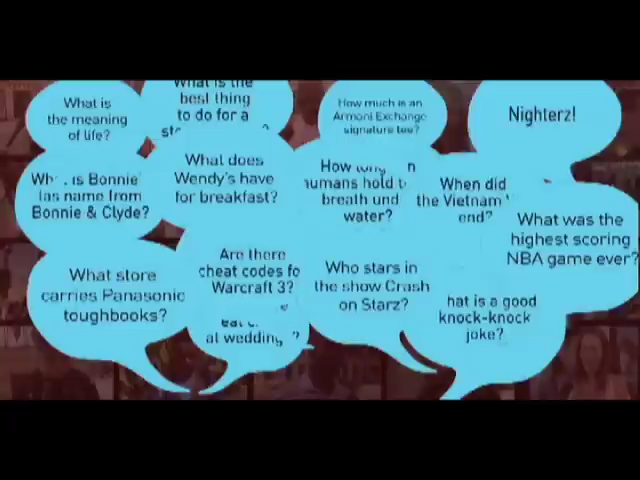 What is
the meaning
of life?
What is the
best thing
to do for a
How much is an
Armani Exchange
signature tee?
Nighterz!
is Bonnie
name from
Bonnie & Clyde?
What does
Wendy's have
for breakfast?
How
humans hold
breath
water?
When did
the Vietnam
end?
What was the
highest scoring
NBA game ever?
What store
carries Panasonic
toughbooks?
Are there
cheat codes
Warcraft 3?
at wedding ?
Who stars in
the show Crash
on Starz?
is a good
knock-knock
joke?